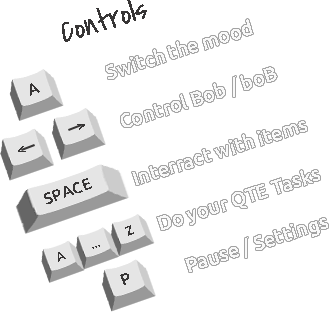 Controls
A Switch the mood
← → Control Bob / boB
SPACE Interract with items
A ... Z Do your QTE Tasks
P Pause / Settings